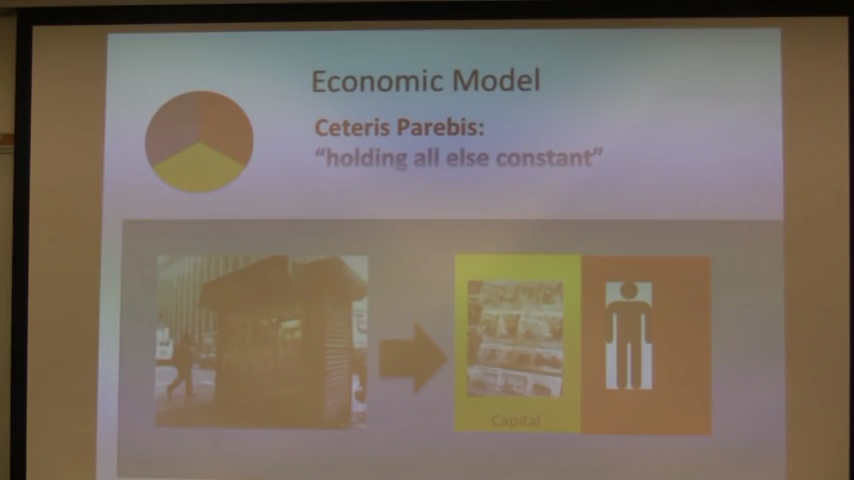 Economic Model
Ceteris Parebis:
“holding all else constant”
Capital